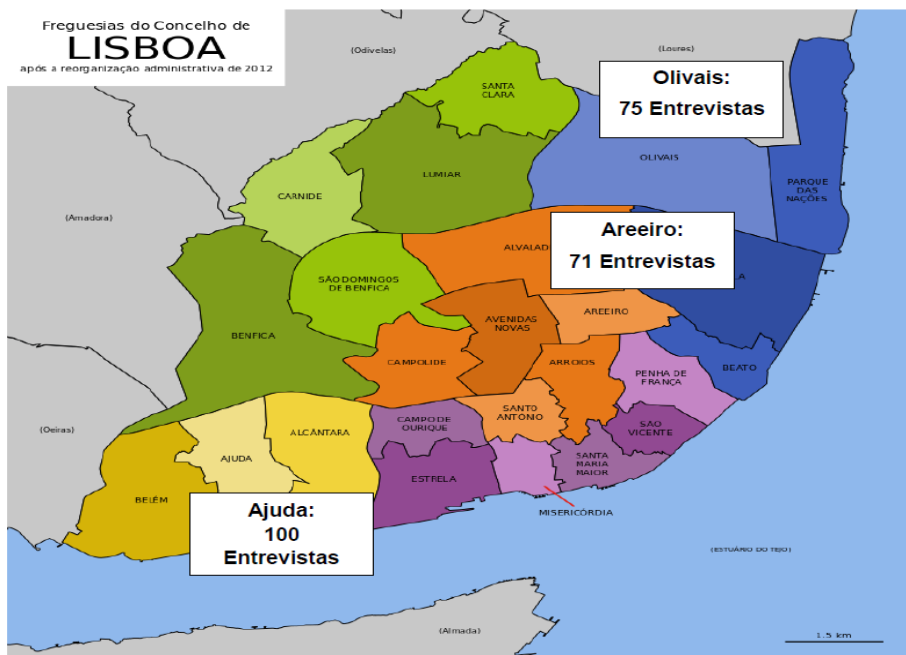 Freguesias do Concelho de
LISBOA
após a reorganização administrativa de 2012
(Odivelas)
(Loures)
Olivais:
75 Entrevistas
SANTA
CLARA
OLIVAIS
LUMIAR
CARNIDE
PARQUE
DAS
NAÇÕES
(Amadora)
Areeiro:
71 Entrevistas
ALVALAD
LA
SÃO DOMINGOS
DE BENFICA
AREEIRO
AVENIDAS
NOVAS
BENFICA
CAMPOLIDE
ARROIOS
BEATO
PENHA DE
FRANÇA
SANTO
ANTÓNIO
CAMPO DE
OURIQUE
SÃO
VICENTE
(Oeiras)
ALCÂNTARA
AJUDA
SANTA
MARIA
MAIOR
ESTRELA
BELÉM
Ajuda:
100
Entrevistas
MISERICÓRDIA
(ESTUÁRIO DO TEJO)
(Almada)
1.5 km